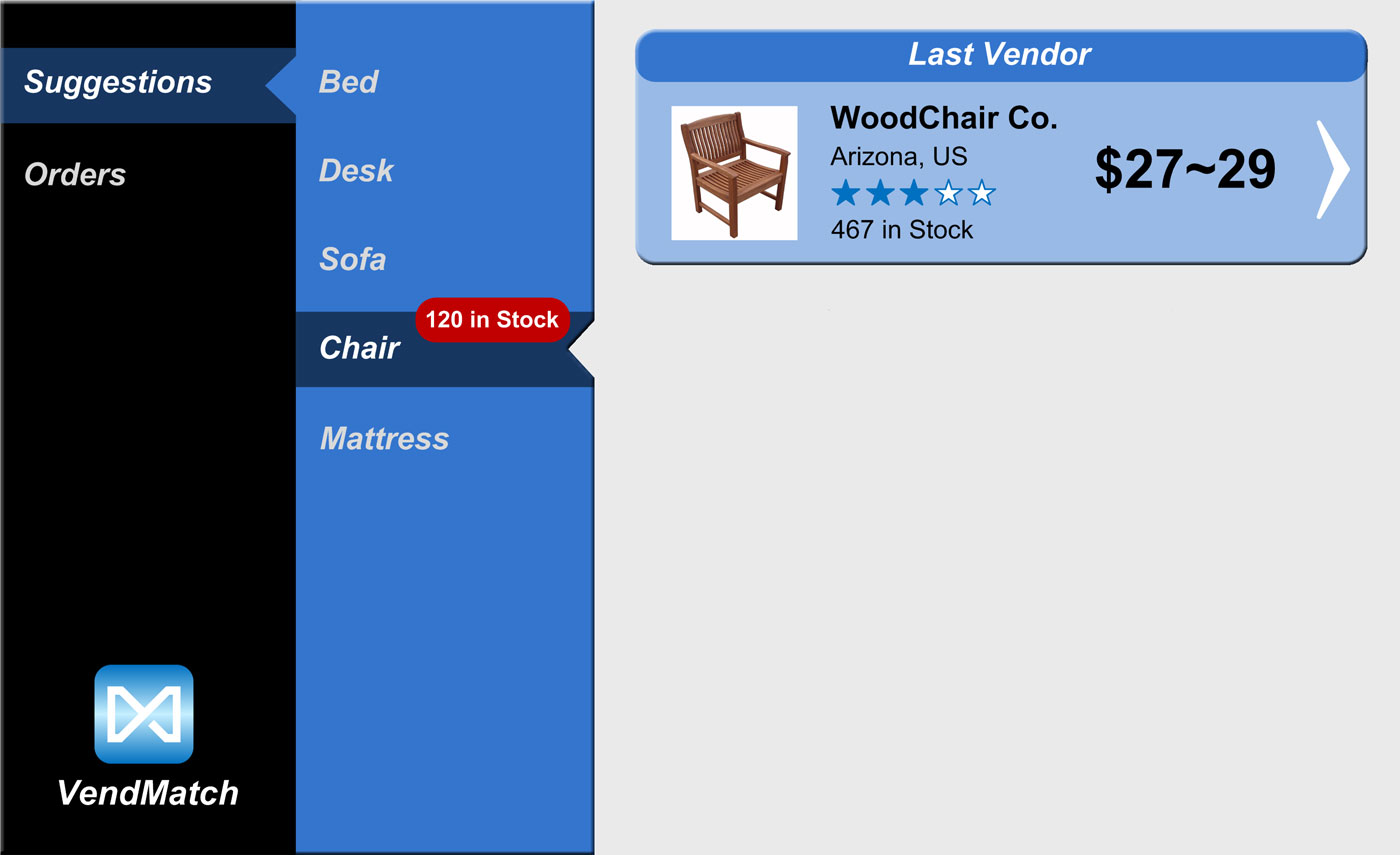 Suggestions
Orders
VendMatch
Bed
Desk
Sofa
120 in Stock
Chair
Mattress
Last Vendor
WoodChair Co.
Arizona, US
467 in Stock
$27~29